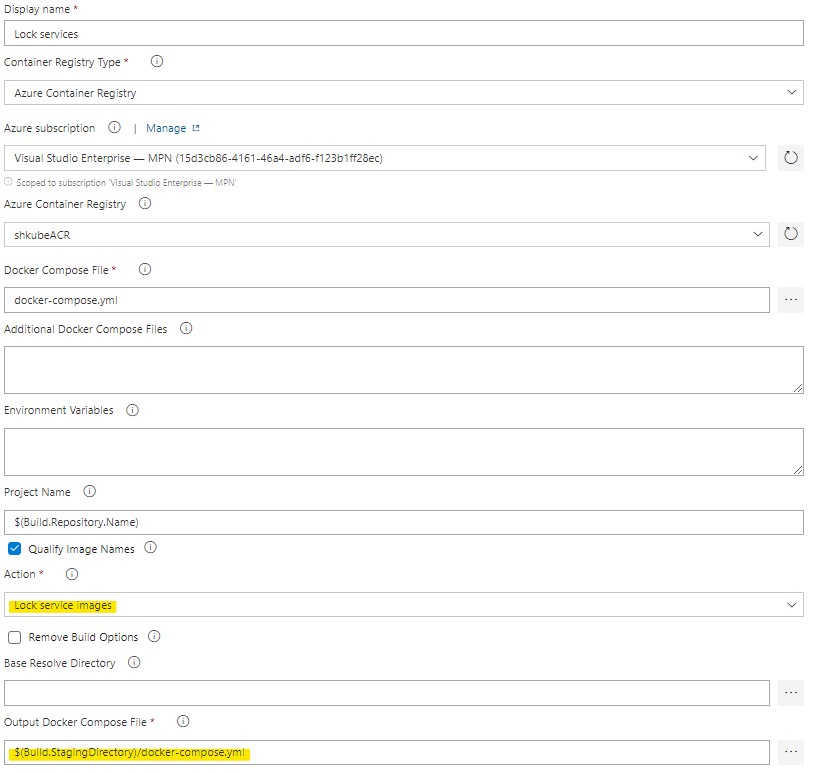 Display name *
Lock services
Container Registry Type *
Azure Container Registry
Azure subscription | Manage
Visual Studio Enterprise — MPN (15d3cb86-4161-46a4-adf6-f123b1ff28ec)
Scoped to subscription 'Visual Studio Enterprise — MPN'
Azure Container Registry
shkubeACR
Docker Compose File *
docker-compose.yml
Additional Docker Compose Files
Environment Variables
Project Name
$(Build.Repository.Name)
Qualify Image Names
Action *
Lock service images
Remove Build Options
Base Resolve Directory
Output Docker Compose File *
$(Build.StagingDirectory)/docker-compose.yml